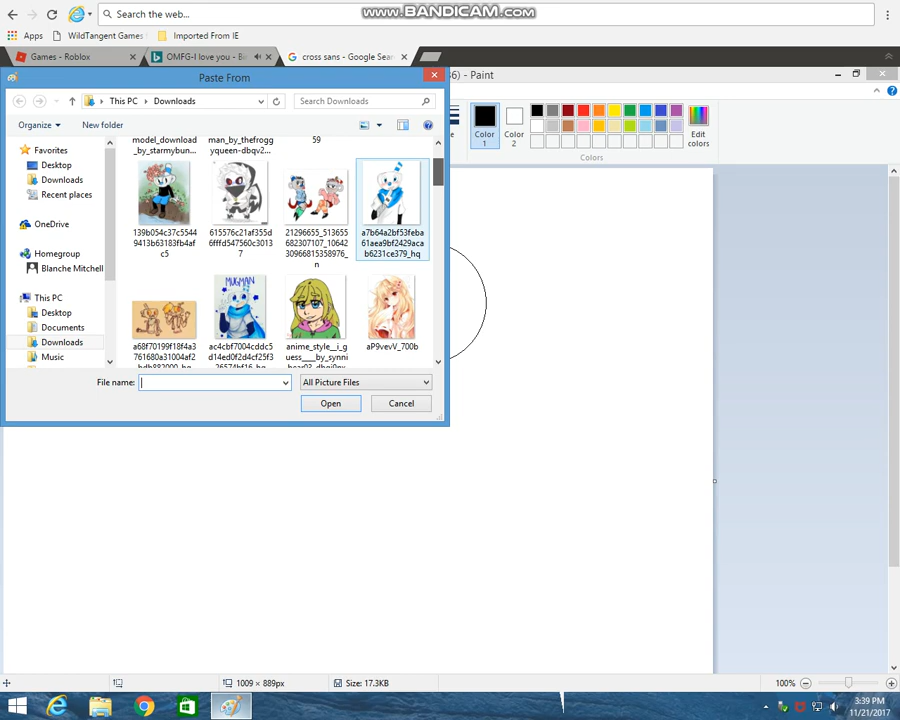 Search the web...
www.BANDICAM.com
Apps
WildTangent Games
Imported From IE
Games - Roblox
OMFG-I love you - Bi
cross sans - Google Sear
Paste From
6) - Paint
This PC
Downloads
Search Downloads
Organize
New folder
Color
1
Color
2
Edit
colors
Colors
Favorites
Desktop
Downloads
Recent places
OneDrive
Homegroup
Blanche Mitchell
This PC
Desktop
Documents
Downloads
Music
model_download
_by_starmybun...
man_by_thefrogg
yqueen-dbqv2...
59
139b054c37c5544
9413b63183fb4af
c5
615576c21af355d
6fffd547560c3013
7
21296655_513655
682307107_10642
30966815358976_
n
a7b64a2bf53feba
61aea9bf2429aca
b6231ce379_hq
MUGMAN
a68f70199f18f4a3
761680a31004af2
ac4cbf7004cddc5
d14ed0f2d4cf25f3
anime_style__i_g
uess____by_synni
aP9vevV_700b
File name:
All Picture Files
Open
Cancel
1009 × 889px
Size: 17.3KB
100%
3:39 PM
11/21/2017